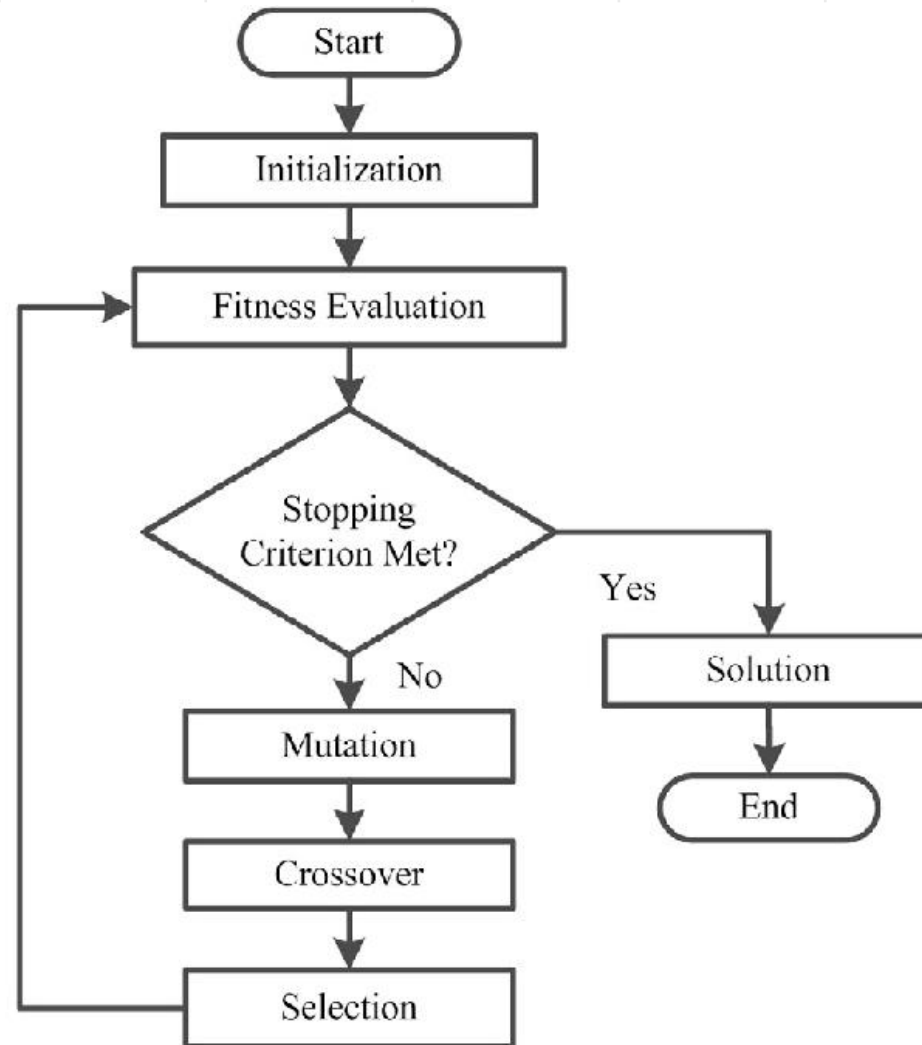 Start
Initialization
Fitness Evaluation
Stopping
Criterion Met?
Yes
No
Solution
Mutation
End
Crossover
Selection